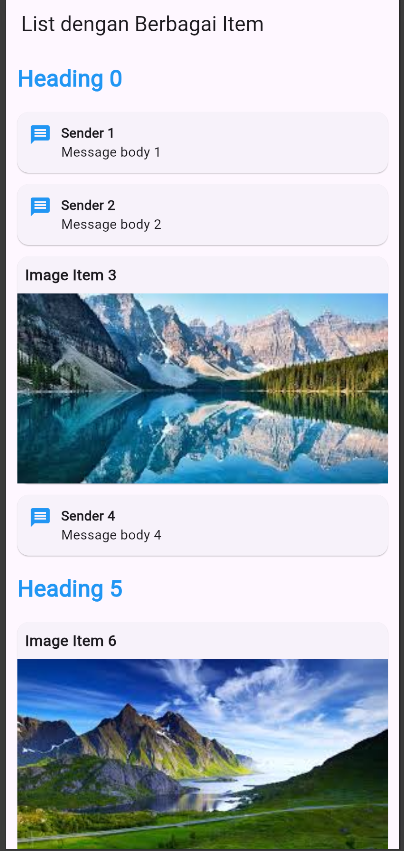 List dengan Berbagai Item
Heading 0
Sender 1
Message body 1
Sender 2
Message body 2
Image Item 3
Sender 4
Message body 4
Heading 5
Image Item 6